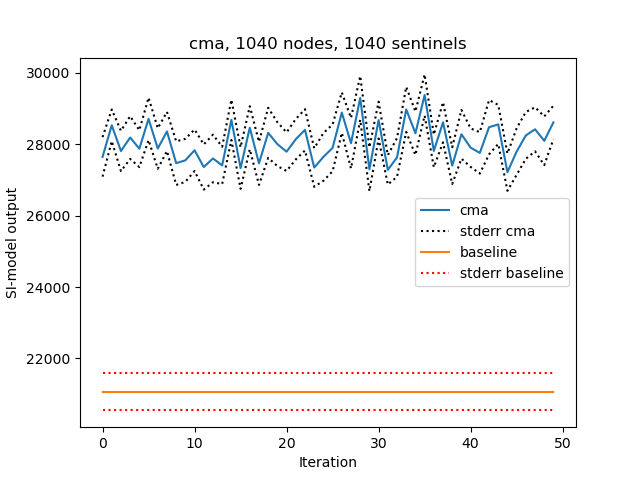 cma, 1040 nodes, 1040 sentinels
30000
28000
26000
24000
22000
SI-model output
cma
stderr cma
baseline
stderr baseline
0 10 20 30 40 50
Iteration